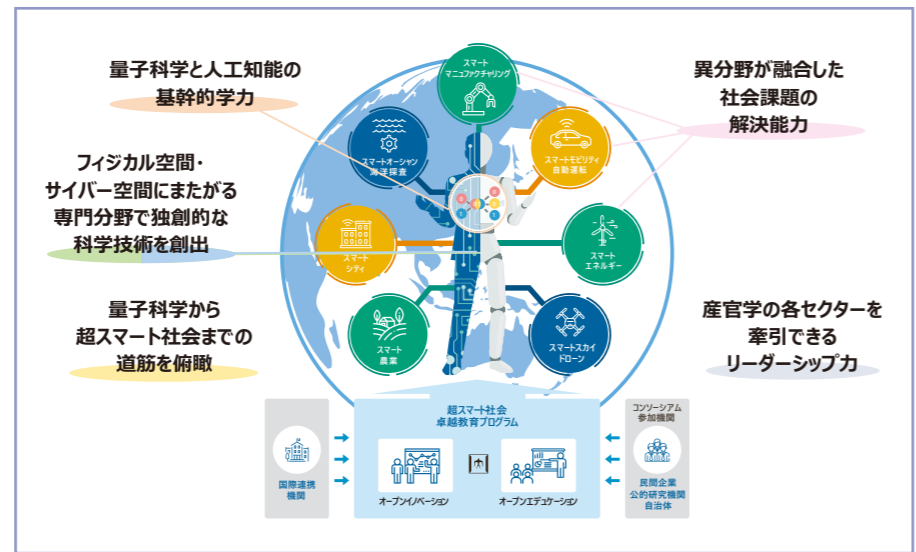 量子科学と人工知能の
基幹的学力
フィジカル空間・
サイバー空間にまたがる
専門分野で独創的な
科学技術を創出
量子科学から
超スマート社会までの
道筋を俯瞰
スマート
マニュファクチャリング
スマートオーシャン
海洋探査
スマートモビリティ
自動運転
スマート
シティ
スマート
エネルギー
スマート
農業
スマートスカイ
ドローン
異分野が融合した
社会課題の
解決能力
産官学の各セクターを
牽引できる
リーダーシップ力
超スマート社会
卓越教育プログラム
国際連携
機関
オープンイノベーション
オープンエデュケーション
コンソーシアム
参加機関
民間企業
公的研究機関
自治体